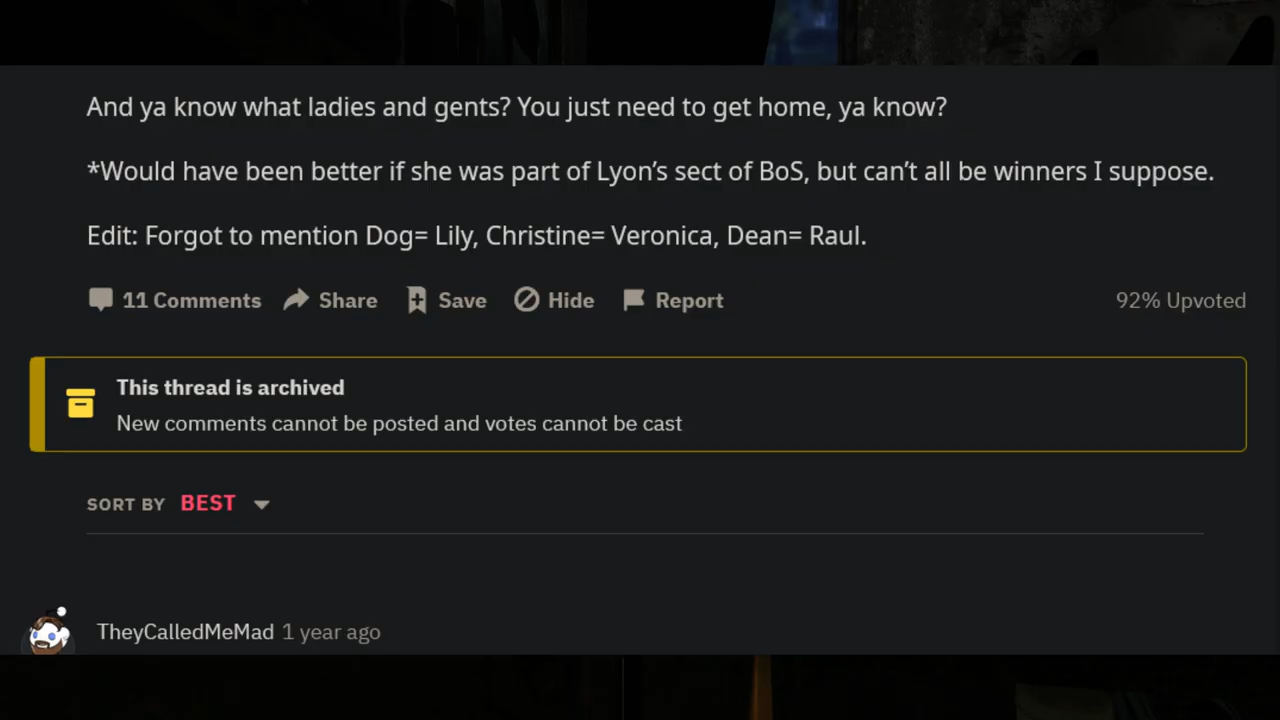 And ya know what ladies and gents? You just need to get home, ya know?
*Would have been better if she was part of Lyon’s sect of BoS, but can’t all be winners I suppose.
Edit: Forgot to mention Dog= Lily, Christine= Veronica, Dean= Raul.
11 Comments Share Save Hide Report 92% Upvoted
This thread is archived
New comments cannot be posted and votes cannot be cast
SORT BY BEST
TheyCalledMeMad 1 year ago